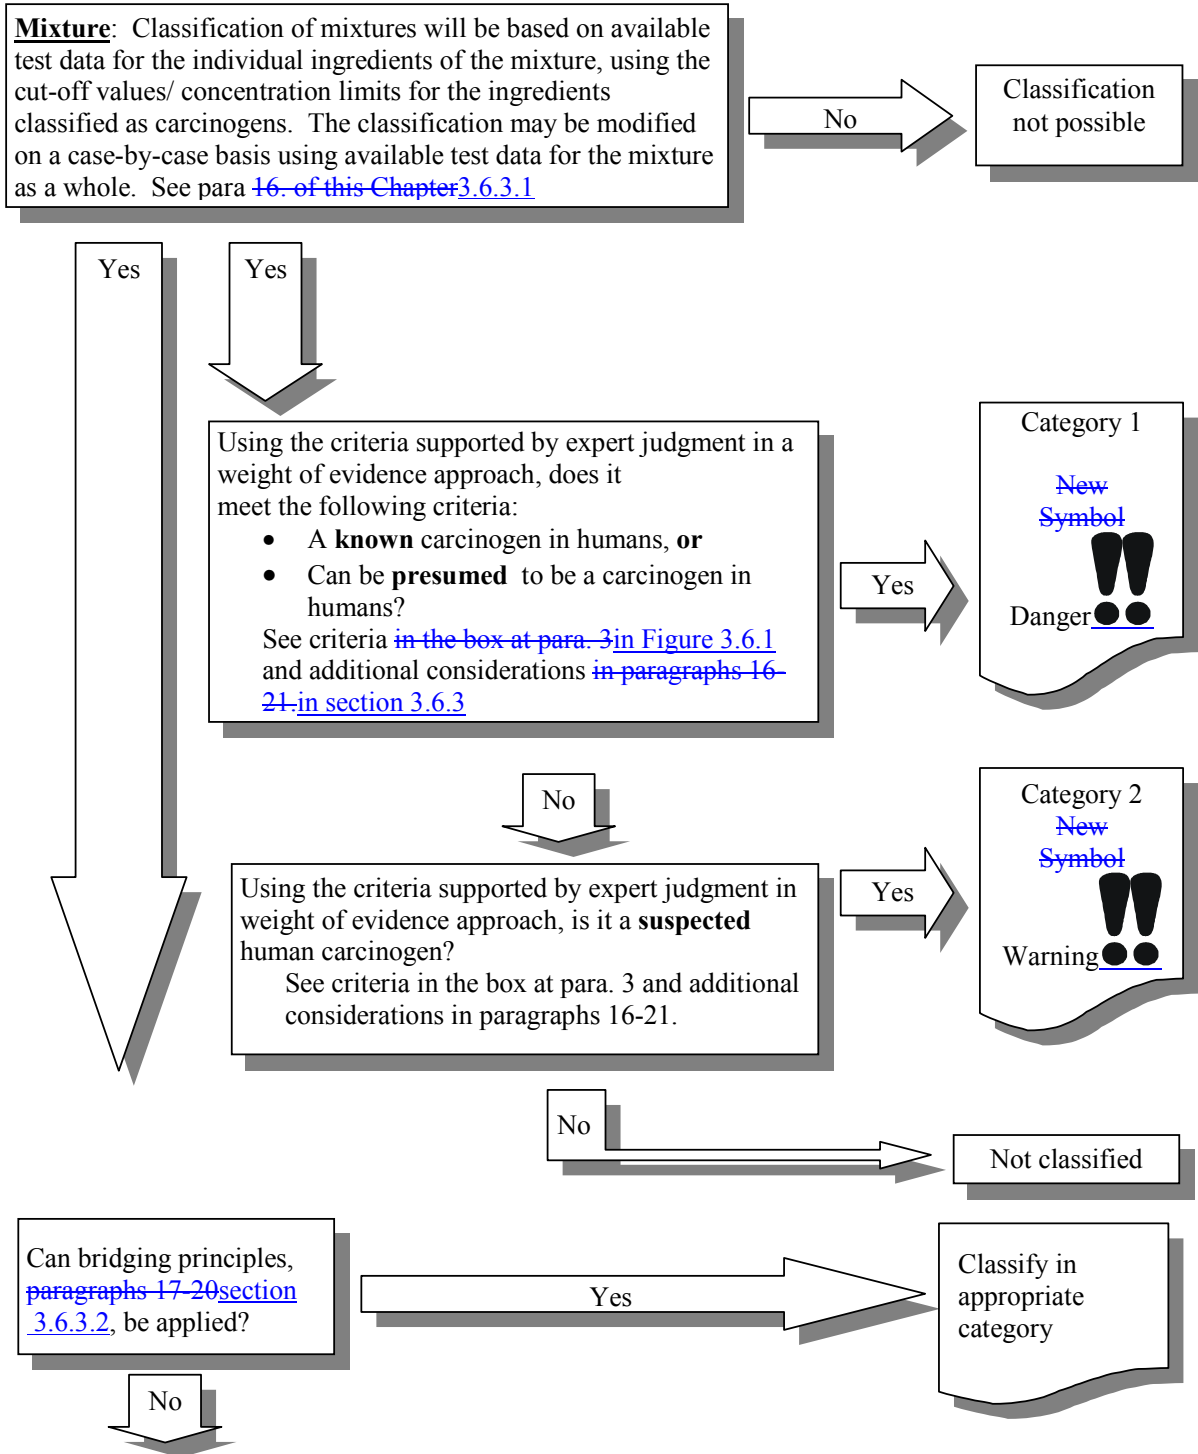 Mixture: Classification of mixtures will be based on available
test data for the individual ingredients of the mixture, using the
cut-off values/ concentration limits for the ingredients
classified as carcinogens. The classification may be modified
on a case-by-case basis using available test data for the mixture
as a whole. See para 16. of this Chapter3.6.3.1
No
Classification
not possible
Yes
Yes
Using the criteria supported by expert judgment in a
weight of evidence approach, does it
meet the following criteria:
• A known carcinogen in humans, or
• Can be presumed to be a carcinogen in
humans?
See criteria in the box at para. 3in Figure 3.6.1
and additional considerations in paragraphs 16-
21.in section 3.6.3
Yes
Category 1
New
Symbol
Danger
No
Using the criteria supported by expert judgment in
weight of evidence approach, is it a suspected
human carcinogen?
See criteria in the box at para. 3 and additional
considerations in paragraphs 16-21.
Yes
Category 2
New
Symbol
Warning
No
Not classified
Can bridging principles,
paragraphs 17-20section
3.6.3.2, be applied?
Yes
Classify in
appropriate
category
No